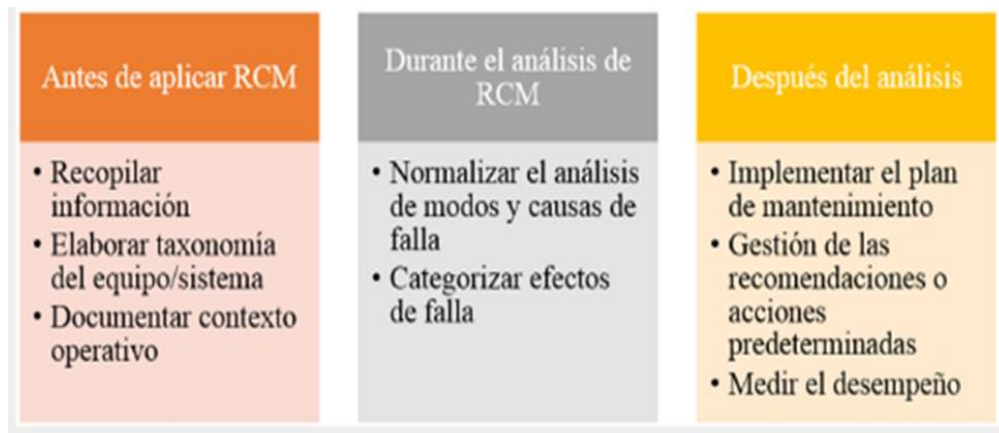 Antes de aplicar RCM
• Recopilar
información
• Elaborar taxonomía
del equipo/sistema
• Documentar contexto
operativo
Durante el análisis de
RCM
• Normalizar el análisis
de modos y causas de
falla
• Categorizar efectos
de falla
Después del análisis
• Implementar el plan
de mantenimiento
• Gestión de las
recomendaciones o
acciones
predeterminadas
• Medir el desempeño